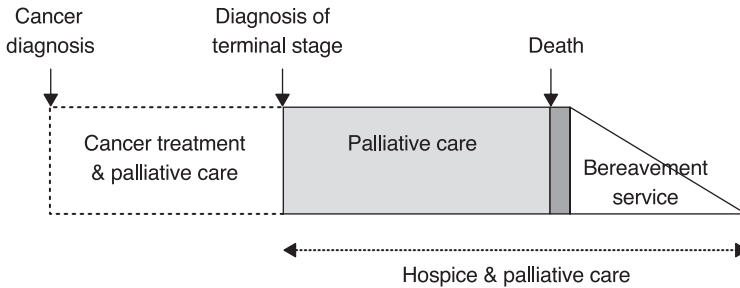 Cancer
diagnosis
Diagnosis of
terminal stage
Death
Cancer treatment
& palliative care
Palliative care
Bereavement
service
Hospice & palliative care